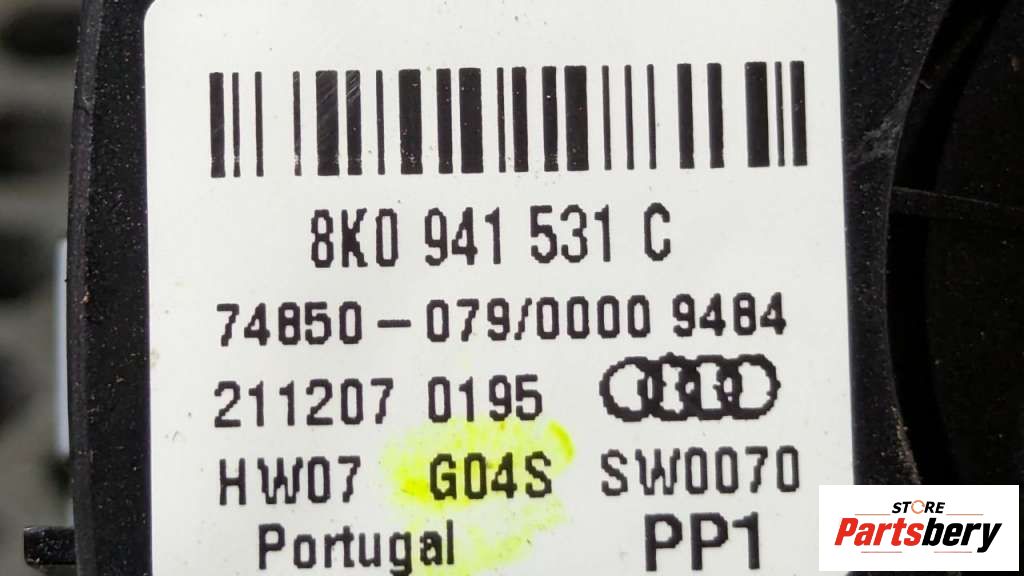 8K0 941 531 C
74850-079/0000 9484
211207 0195
HW07 G04S SW0070
Portugal PP1
STORE
Partsbery